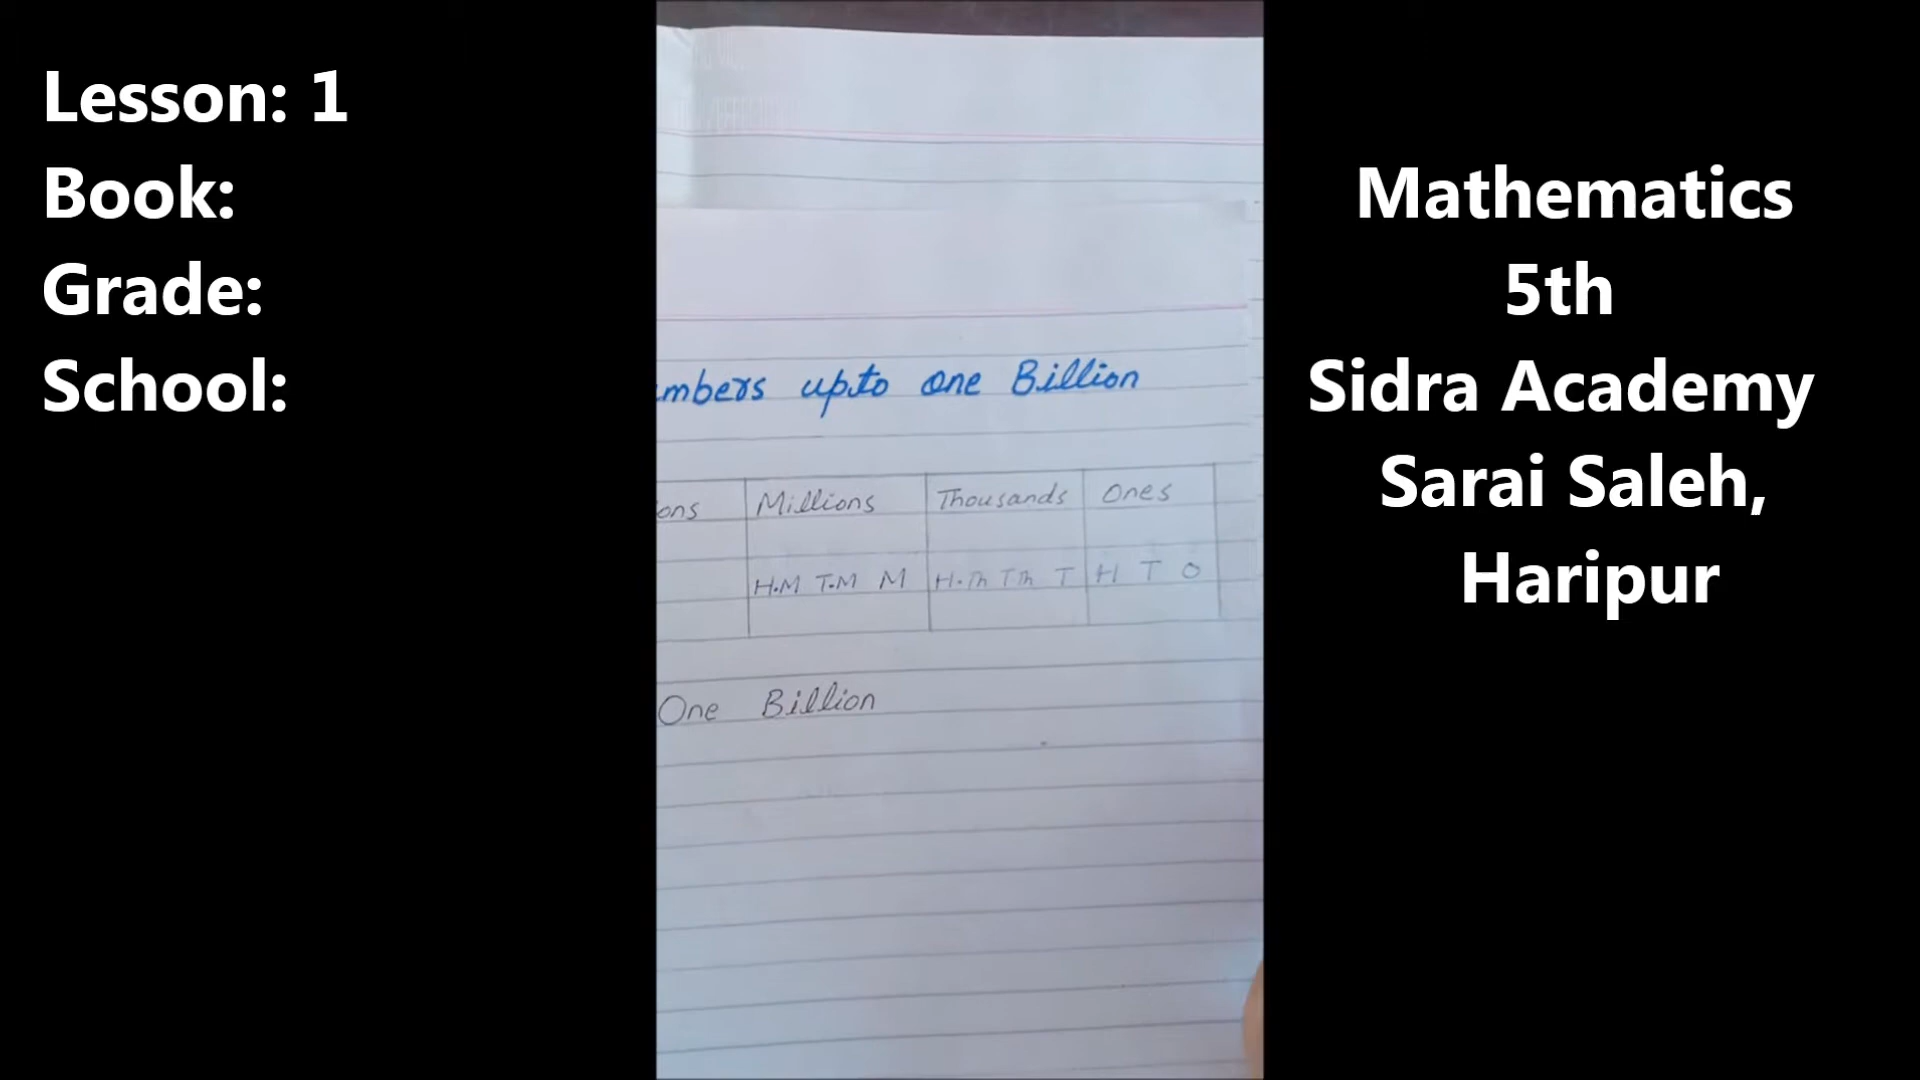 Lesson: 1
Book:
Grade:
School:
mbers upto one Billion
ons Millions Thousands Ones
H.M T.M M H.Th Th T H T O
One Billion
Mathematics
5th
Sidra Academy
Sarai Saleh,
Haripur